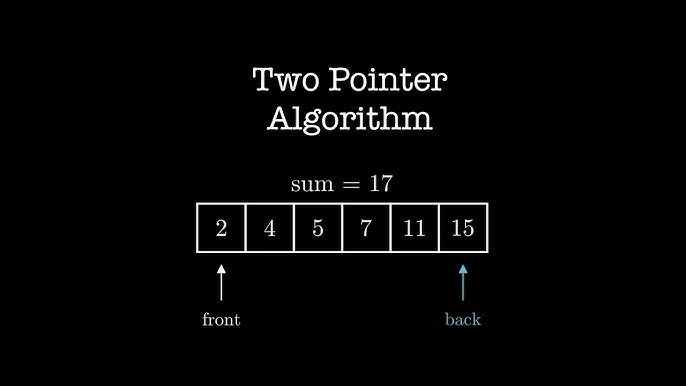 Two Pointer
Algorithm
sum = 17
2 4 5 7 11 15
front back